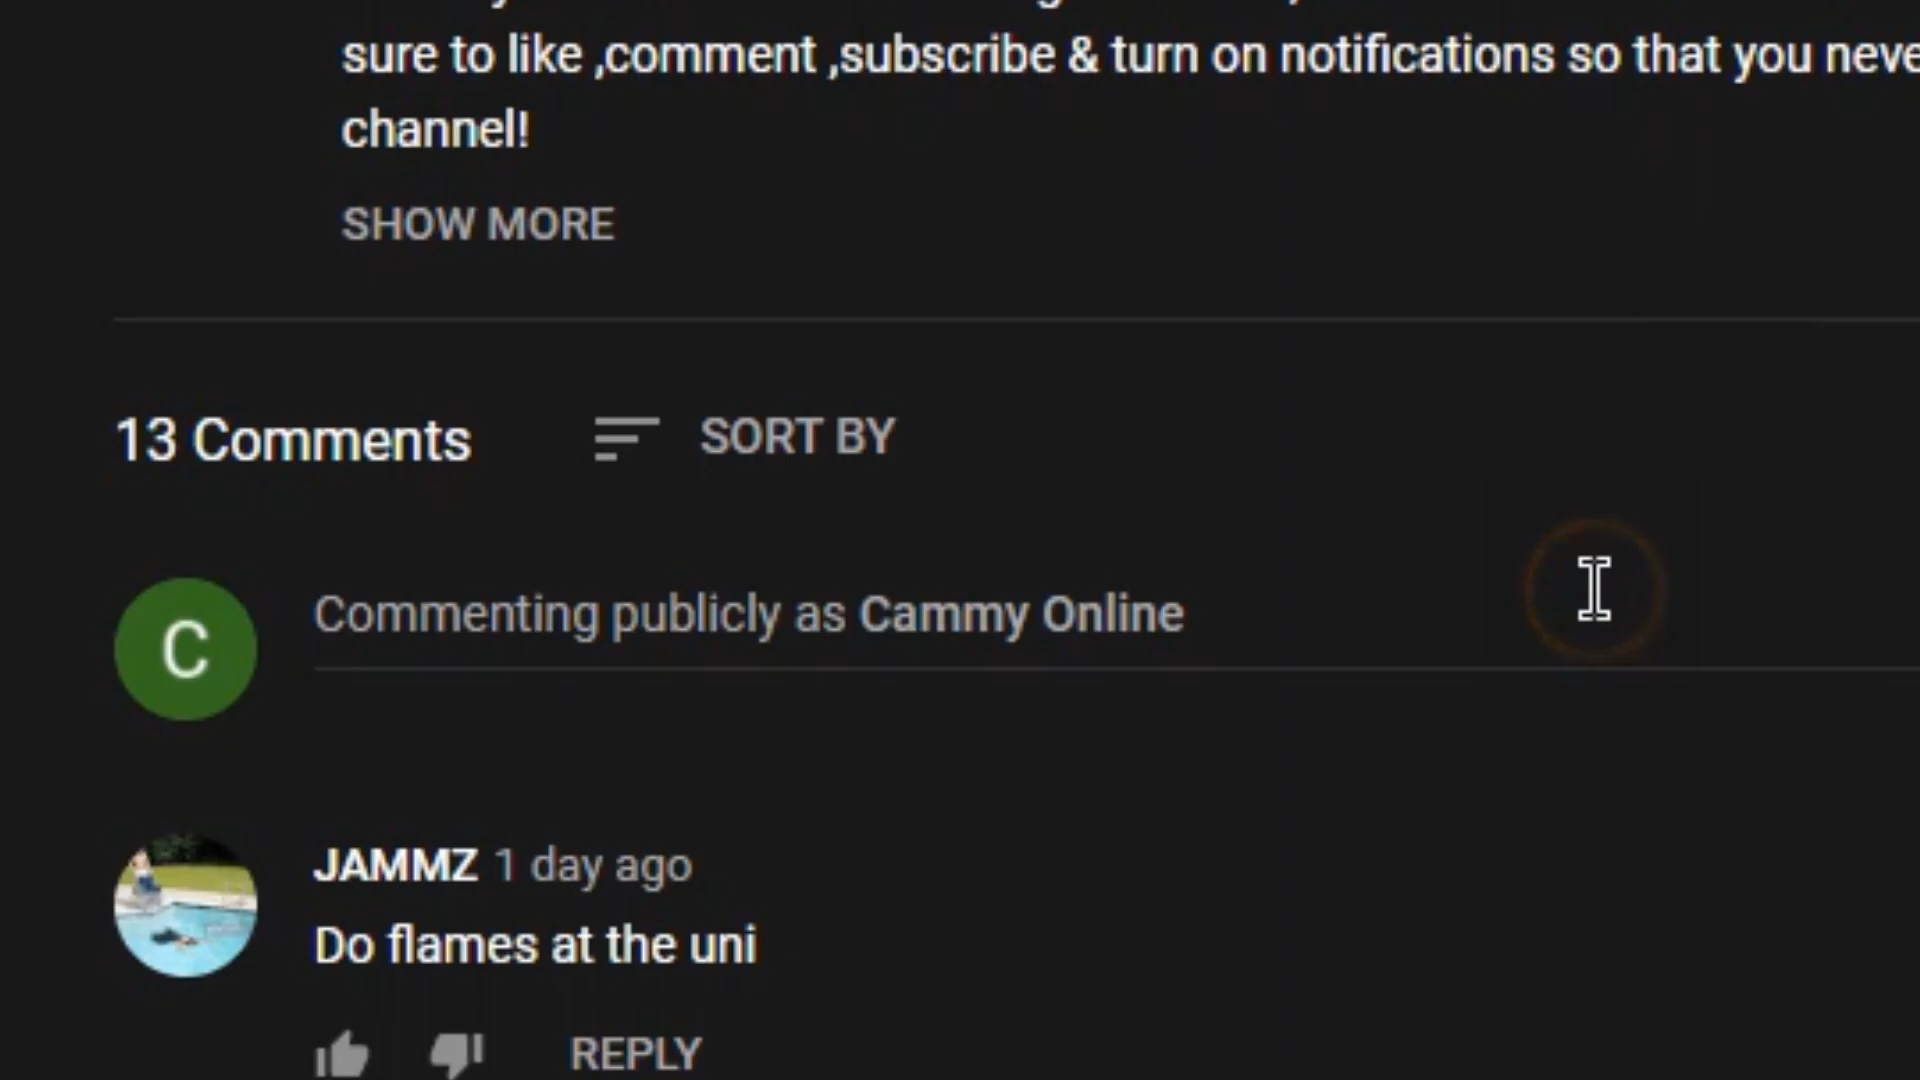 sure to like ,comment ,subscribe & turn on notifications so that you neve
channel!
SHOW MORE
13 Comments SORT BY
C Commenting publicly as Cammy Online
JAMMZ 1 day ago
Do flames at the uni
REPLY